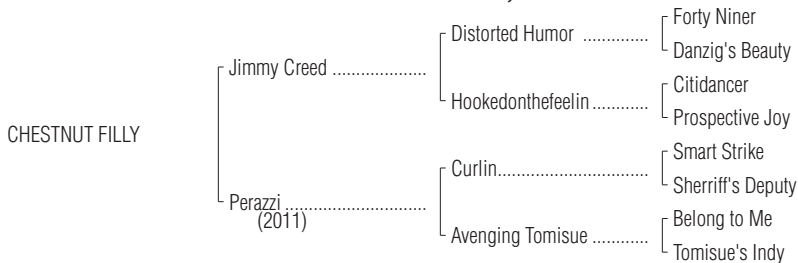 Forty Niner
Distorted Humor ..............
Danzig's Beauty
Jimmy Creed .....................
Citidancer
Hookedonthefeelin ............
Prospective Joy
CHESTNUT FILLY
Smart Strike
Curlin................................
Sherriff's Deputy
Perazzi ...............................
(2011)
Belong to Me
Avenging Tomisue ............
Tomisue's Indy